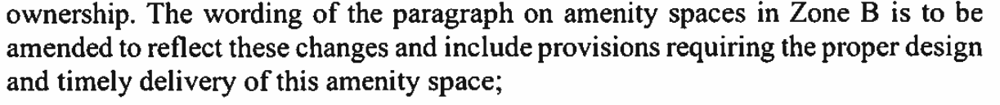 ownership. The wording of the paragraph on amenity spaces in Zone B is to be
amended to reflect these changes and include provisions requiring the proper design
and timely delivery of this amenity space;